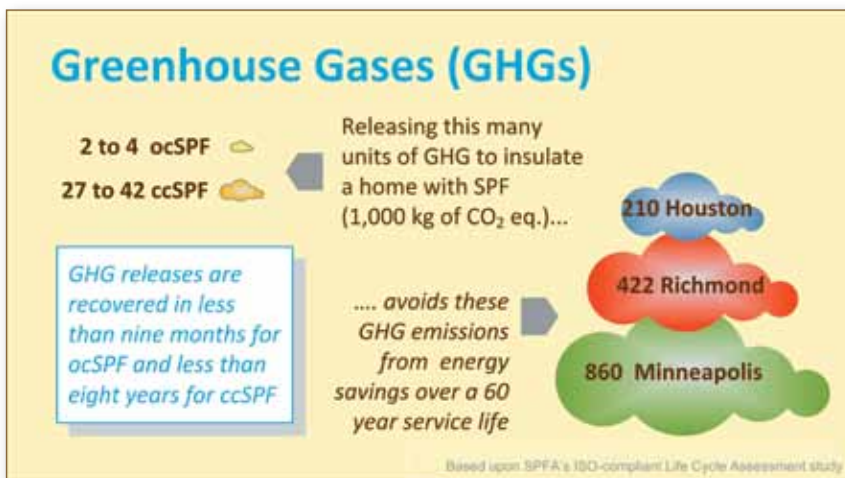 Greenhouse Gases (GHGs)
2 to 4 ocSPF
27 to 42 ccSPF
Releasing this many
units of GHG to insulate
a home with SPF
(1,000 kg of CO₂ eq.)...
GHG releases are
recovered in less
than nine months for
ocSPF and less than
eight years for ccSPF
.... avoids these
GHG emissions
from energy
savings over a 60
year service life
210 Houston
422 Richmond
860 Minneapolis
Based upon SPFA's ISO-compliant Life Cycle Assessment study